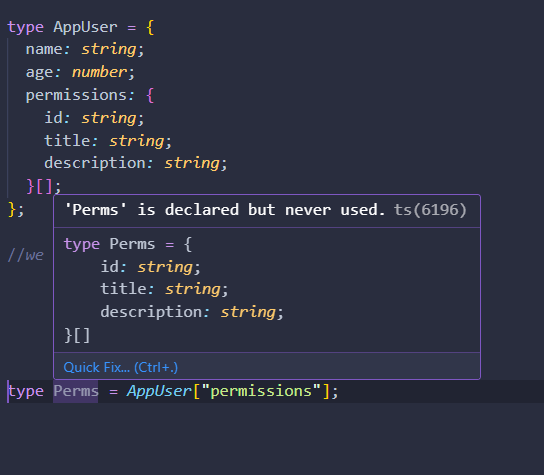 type AppUser = {
name: string;
age: number;
permissions: {
id: string;
title: string;
description: string;
}[];
};
'Perms' is declared but never used. ts(6196)
//we
type Perms = {
id: string;
title: string;
description: string;
}[]
Quick Fix... (Ctrl+.)
type Perms = AppUser["permissions"];